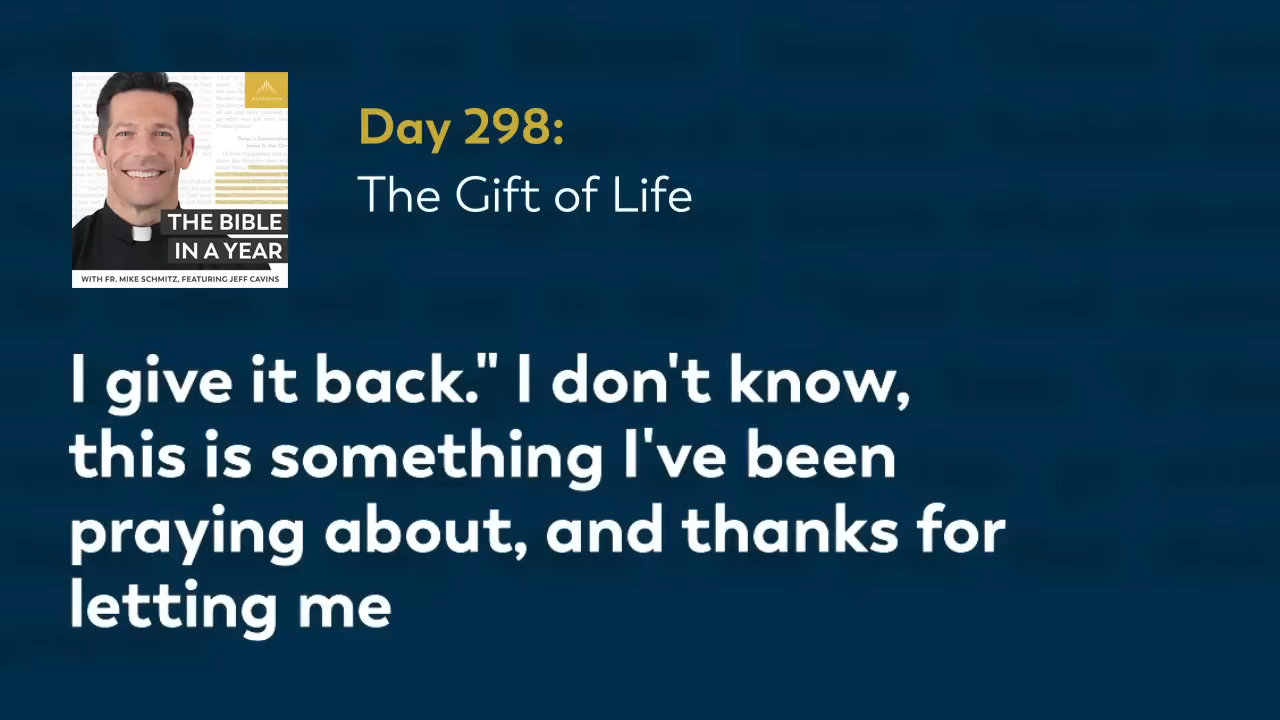 Day 298:
The Gift of Life
THE BIBLE
IN A YEAR
WITH FR. MIKE SCHMITZ, FEATURING JEFF CAVINS
I give it back." I don't know,
this is something I've been
praying about, and thanks for
letting me